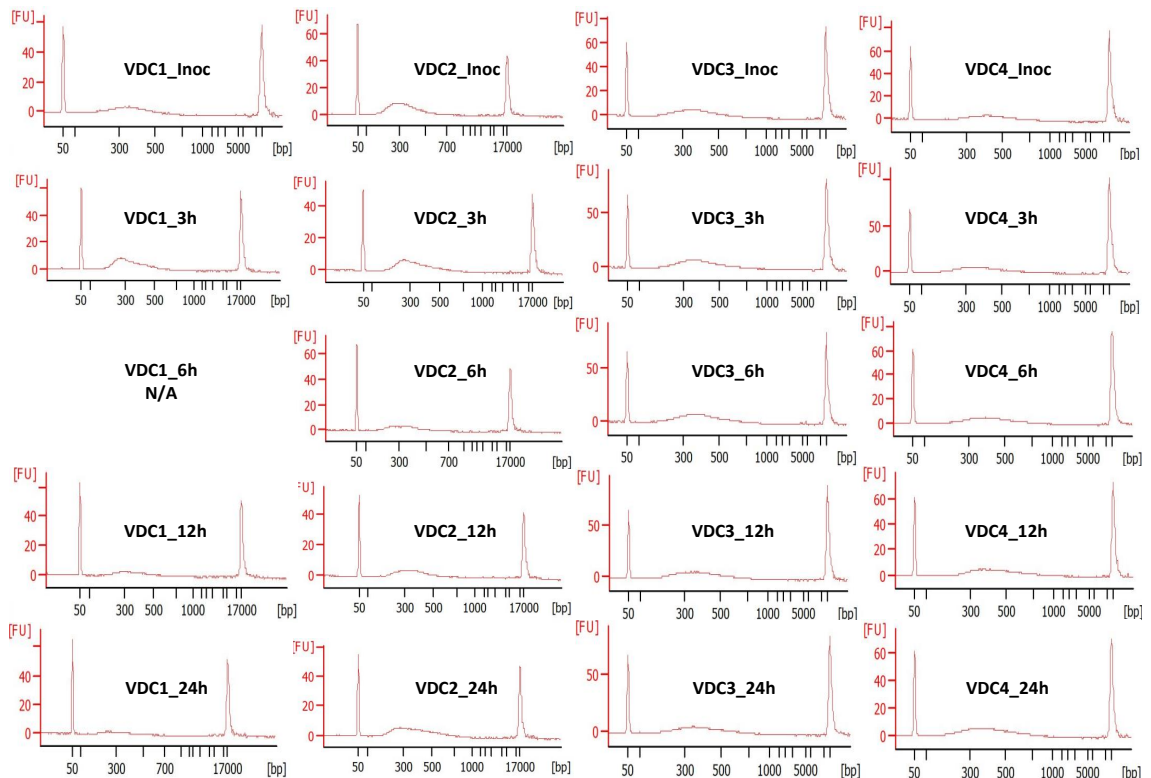 [FU]
40
20
0
VDC1_Inoc
50 300 500 1000 5000 [bp]
[FU]
60
40
20
0
VDC2_Inoc
50 300 700 17000 [bp]
[FU]
80
60
40
20
0
VDC3_Inoc
50 300 500 1000 5000 [bp]
[FU]
80
60
40
20
0
VDC4_Inoc
50 300 500 1000 5000 [bp]
[FU]
40
20
0
VDC1_3h
50 300 500 1000 17000 [bp]
[FU]
40
20
0
VDC2_3h
50 300 500 1000 17000 [bp]
[FU]
50
0
VDC3_3h
50 300 500 1000 5000 [bp]
[FU]
50
0
VDC4_3h
50 300 500 1000 5000 [bp]
VDC1_6h
N/A
[FU]
60
40
20
0
VDC2_6h
50 300 700 17000 [bp]
[FU]
50
0
VDC3_6h
50 300 500 1000 5000 [bp]
[FU]
60
40
20
0
VDC4_6h
50 300 500 1000 5000 [bp]
[FU]
40
20
0
VDC1_12h
50 300 500 1000 17000 [bp]
FU]
40
20
0
VDC2_12h
50 300 500 1000 17000 [bp]
[FU]
50
0
VDC3_12h
50 300 500 1000 5000 [bp]
[FU]
60
40
20
0
VDC4_12h
50 300 500 1000 5000 [bp]
[FU]
40
20
0
VDC1_24h
50 300 700 17000 [bp]
[FU]
40
20
0
VDC2_24h
50 300 700 17000 [bp]
[FU]
50
0
VDC3_24h
50 300 500 1000 5000 [bp]
[FU]
60
40
20
0
VDC4_24h
50 300 500 1000 5000 [bp]